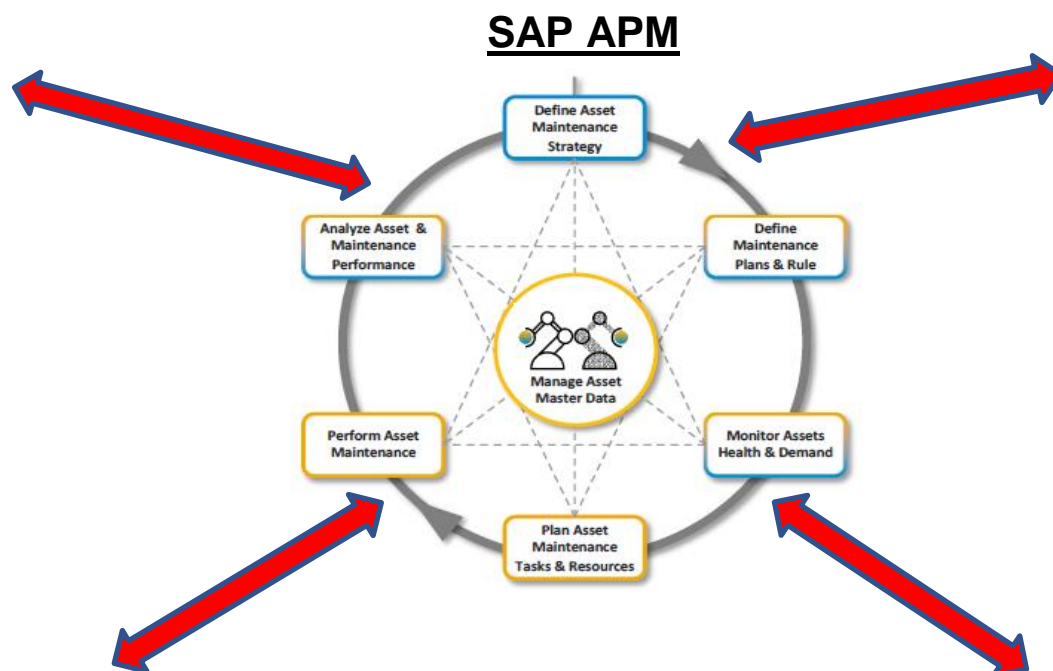 SAP APM
Define Asset
Maintenance
Strategy
Analyze Asset &
Maintenance
Performance
Define
Maintenance
Plans & Rule
Manage Asset
Master Data
Perform Asset
Maintenance
Monitor Assets
Health & Demand
Plan Asset
Maintenance
Tasks & Resources